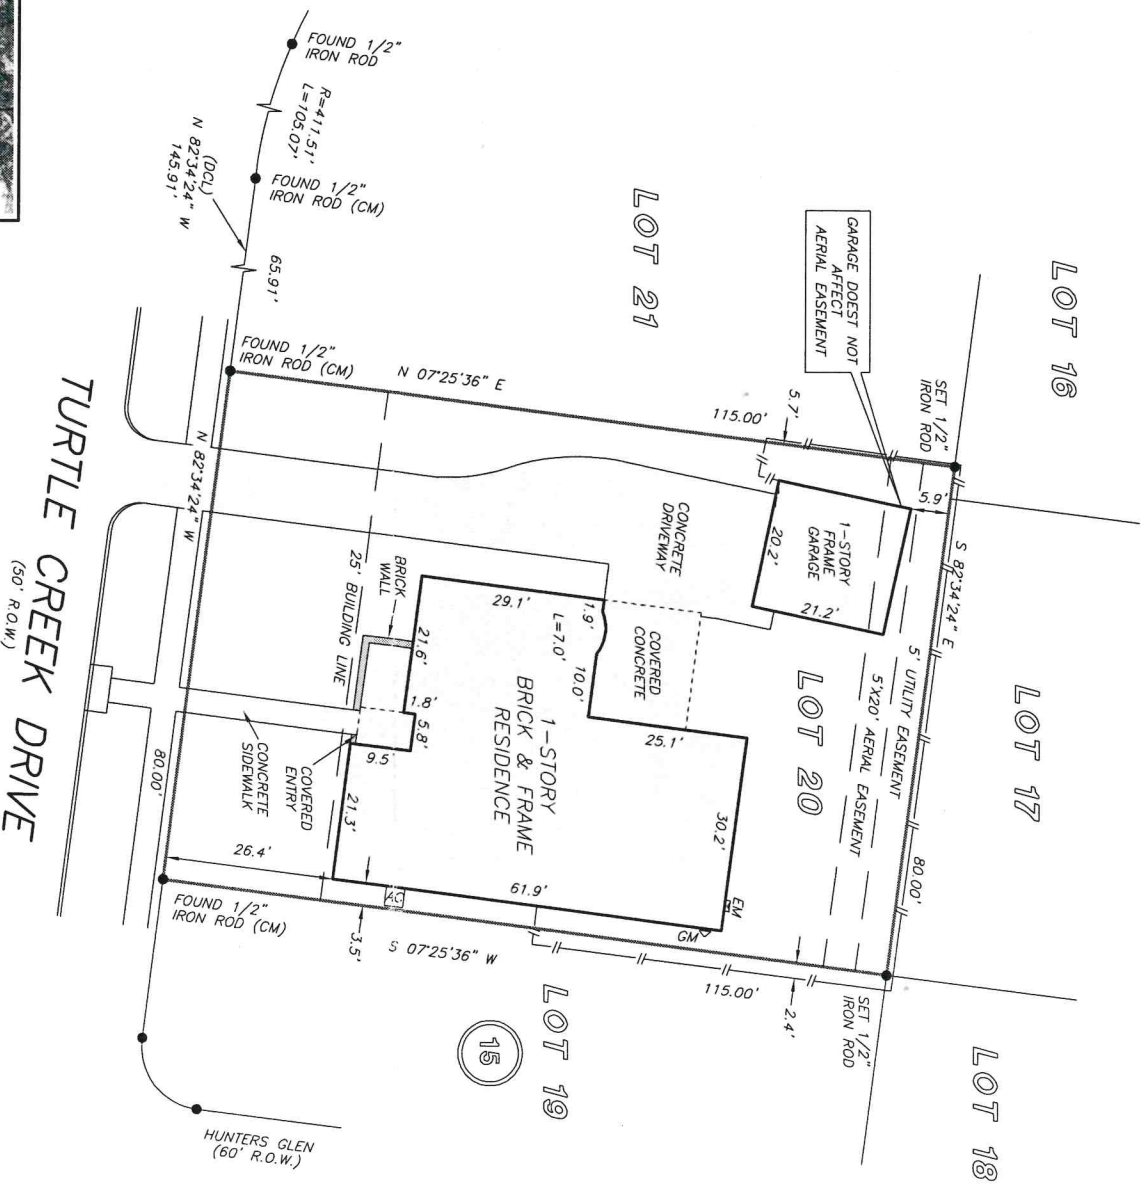 LOT 16
LOT 17
LOT 18
LOT 21
LOT 20
LOT 19
15
GARAGE DOEST NOT
AFFECT
AERIAL EASEMENT
SET 1/2"
IRON ROD
5.9'
S 82°34'24" E
80.00'
5' UTILITY EASEMENT
5'X20' AERIAL EASEMENT
SET 1/2"
IRON ROD
5.7'
115.00'
N 07°25'36" E
1-STORY
FRAME
GARAGE
20.2'
21.2'
CONCRETE
DRIVEWAY
COVERED
CONCRETE
1.9'
L=7.0'
10.0'
25.1'
30.2'
29.1'
1-STORY
BRICK & FRAME
RESIDENCE
61.9'
EM
GM
AC
21.6'
1.8'
5.8'
9.5'
21.3'
BRICK
WALL
25' BUILDING LINE
COVERED
ENTRY
CONCRETE
SIDEWALK
26.4'
3.5'
S 07°25'36" W
115.00'
2.4'
FOUND 1/2"
IRON ROD
R=411.51'
L=105.07'
FOUND 1/2"
IRON ROD (CM)
(DCL)
N 82°34'24" W
145.91'
65.91'
FOUND 1/2"
IRON ROD (CM)
N 82°34'24" W
80.00'
FOUND 1/2"
IRON ROD (CM)
TURTLE CREEK DRIVE
(50' R.O.W.)
HUNTERS GLEN
(60' R.O.W.)